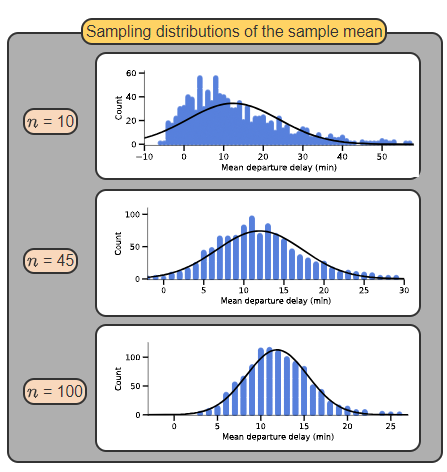 Sampling distributions of the sample mean
n = 10
Count
60
40
20
0
−10 0 10 20 30 40 50
Mean departure delay (min)
n = 45
Count
100
50
0
0 5 10 15 20 25 30
Mean departure delay (min)
n = 100
Count
100
50
0
0 5 10 15 20 25
Mean departure delay (min)